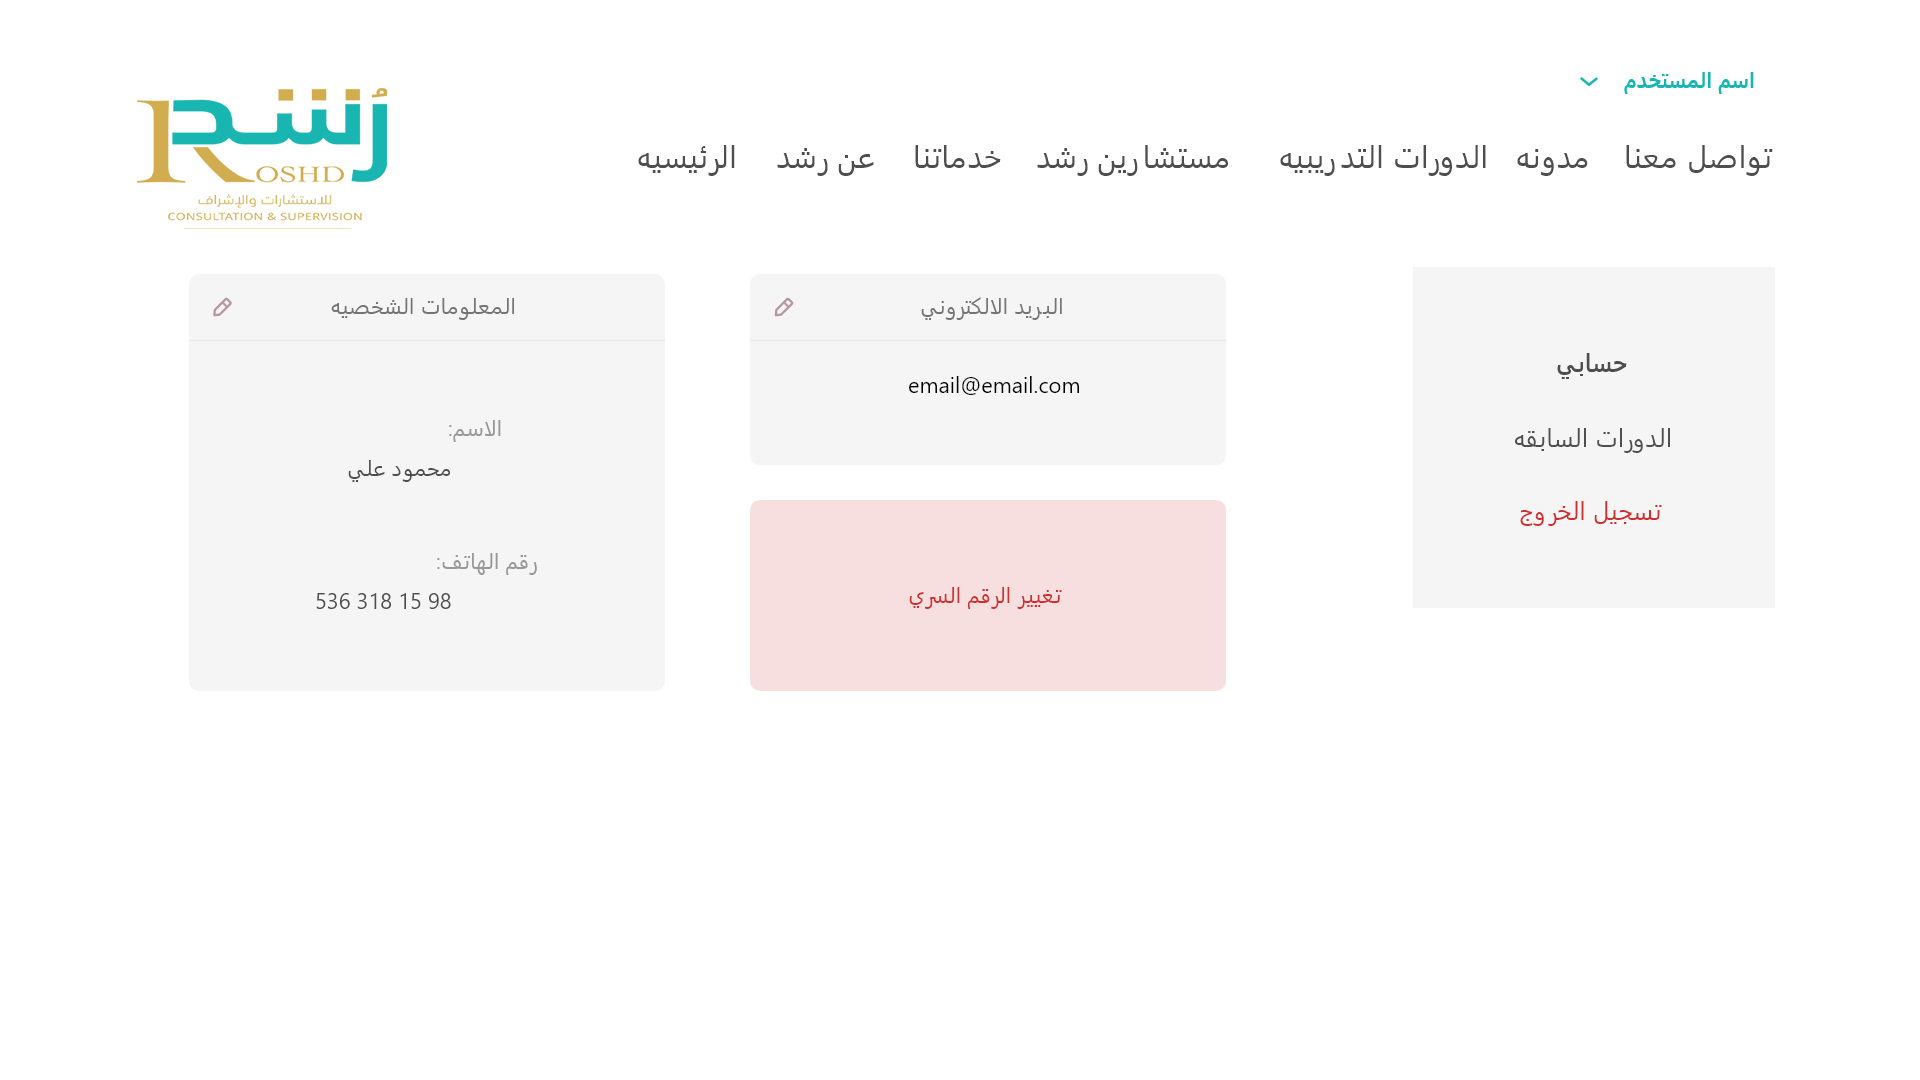 اسم المستخدم
تواصل معنا
مدونه
الدورات التدريبيه
مستشارين رشد
خدماتنا
عن رشد
الرئيسيه
رُشد
ROSHD
للاستشارات والإشراف
CONSULTATION & SUPERVISION
حسابي
الدورات السابقه
تسجيل الخروج
البريد الالكتروني
email@email.com
تغيير الرقم السري
المعلومات الشخصيه
الاسم:
محمود علي
رقم الهاتف:
536 318 15 98